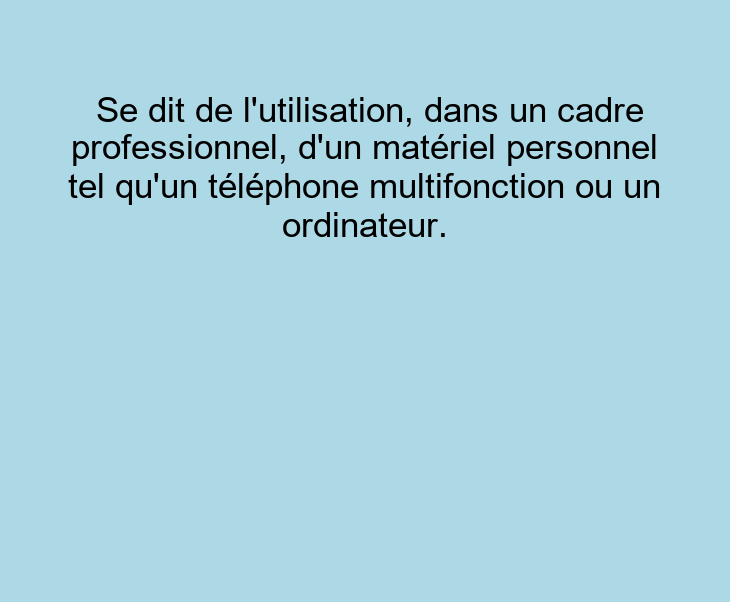 Se dit de l'utilisation, dans un cadre
professionnel, d'un matériel personnel
tel qu'un téléphone multifonction ou un
ordinateur.